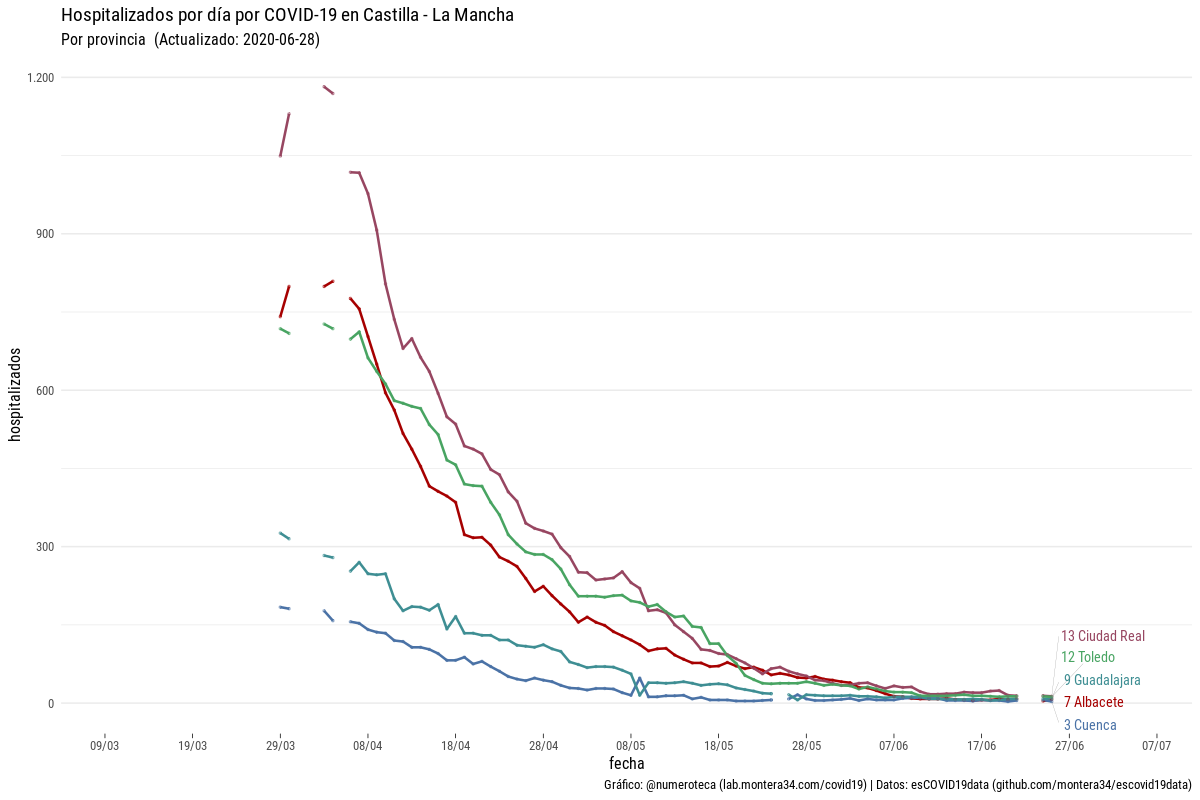 Hospitalizados por día por COVID-19 en Castilla - La Mancha
Por provincia  (Actualizado: 2020-06-28)
1.200
900
600
300
0
hospitalizados
13 Ciudad Real
12 Toledo
9 Guadalajara
7 Albacete
3 Cuenca
09/03 19/03 29/03 08/04 18/04 28/04 08/05 18/05 28/05 07/06 17/06 27/06 07/07
fecha
Gráfico: @numeroteca (lab.montera34.com/covid19) | Datos: esCOVID19data (github.com/montera34/escovid19data)